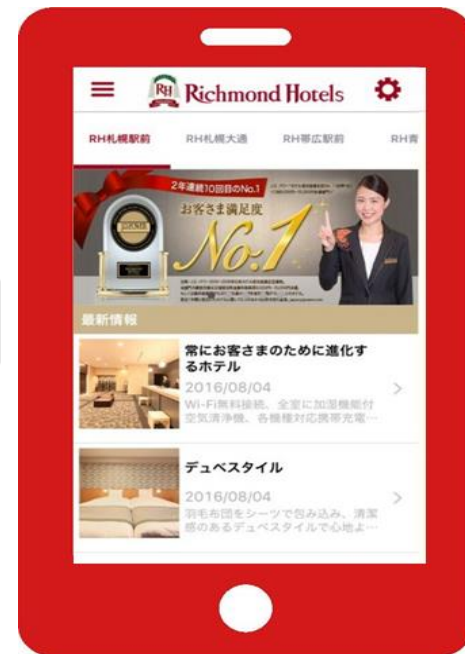 RH
Richmond Hotels
RH札幌駅前 RH札幌大通 RH帯広駅前 RH青
2年連続10回目のNo.1
お客さま満足度
No.1
最新情報
常にお客さまのために進化す
るホテル
2016/08/04
Wi-Fi無料接続、全室に加湿機能付
空気清浄機、各機種対応携帯充電…
デュベスタイル
2016/08/04
羽毛布団をシーツで包み込み、清潔
感のあるデュベスタイルで心地よ…